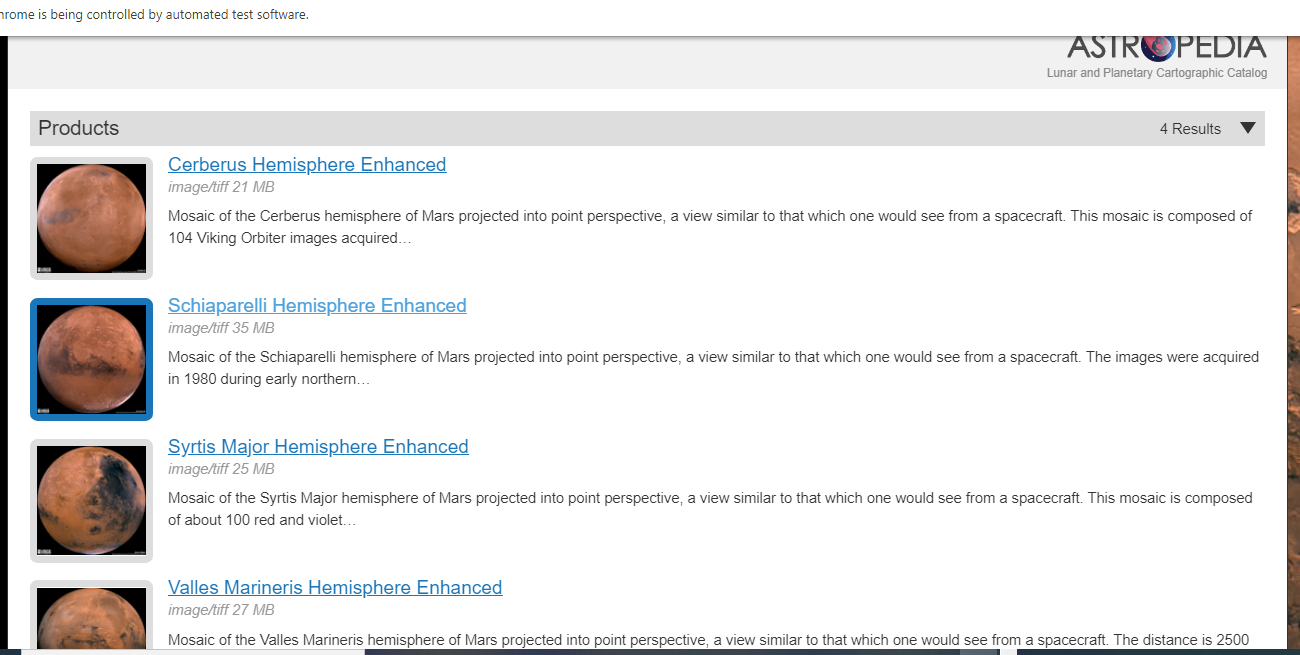 hrome is being controlled by automated test software.
ASTROPEDIA
Lunar and Planetary Cartographic Catalog
Products
4 Results
Cerberus Hemisphere Enhanced
image/tiff 21 MB
Mosaic of the Cerberus hemisphere of Mars projected into point perspective, a view similar to that which one would see from a spacecraft. This mosaic is composed of
104 Viking Orbiter images acquired…
Schiaparelli Hemisphere Enhanced
image/tiff 35 MB
Mosaic of the Schiaparelli hemisphere of Mars projected into point perspective, a view similar to that which one would see from a spacecraft. The images were acquired
in 1980 during early northern…
Syrtis Major Hemisphere Enhanced
image/tiff 25 MB
Mosaic of the Syrtis Major hemisphere of Mars projected into point perspective, a view similar to that which one would see from a spacecraft. This mosaic is composed
of about 100 red and violet…
Valles Marineris Hemisphere Enhanced
image/tiff 27 MB
Mosaic of the Valles Marineris hemisphere of Mars projected into point perspective, a view similar to that which one would see from a spacecraft. The distance is 2500